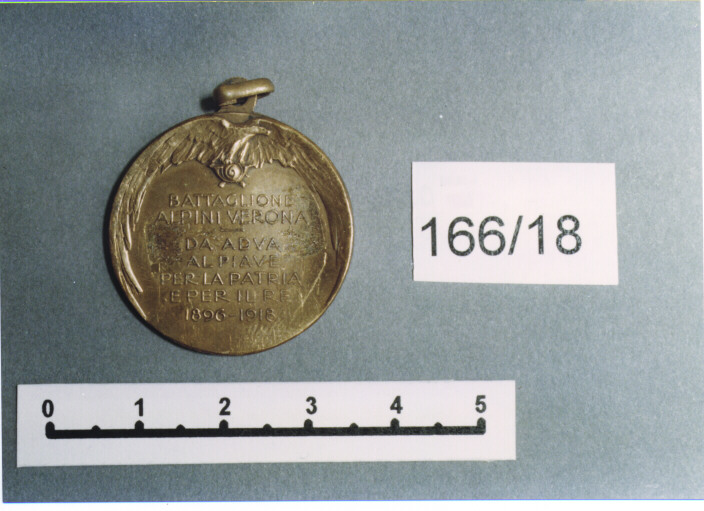 BATTAGLIONE
ALPINI VERONA
DA ADVA
AL PIAVE
PER LA PATRIA
E PER IL RE
1896-1918
166/18
0 1 2 3 4 5